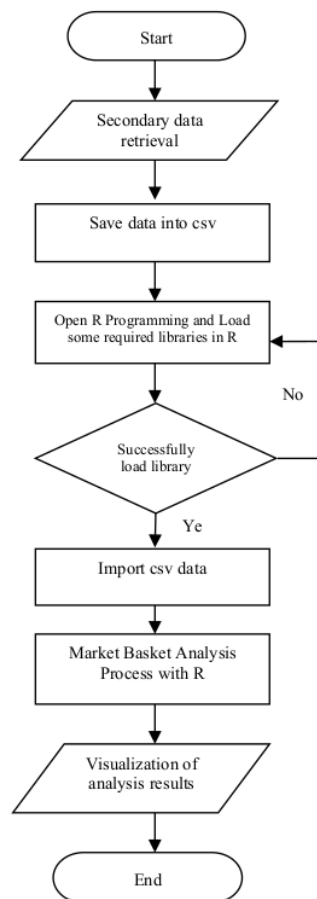 Start
Secondary data
retrieval
Save data into csv
Open R Programming and Load
some required libraries in R
No
Successfully
load library
Ye
Import csv data
Market Basket Analysis
Process with R
Visualization of
analysis results
End